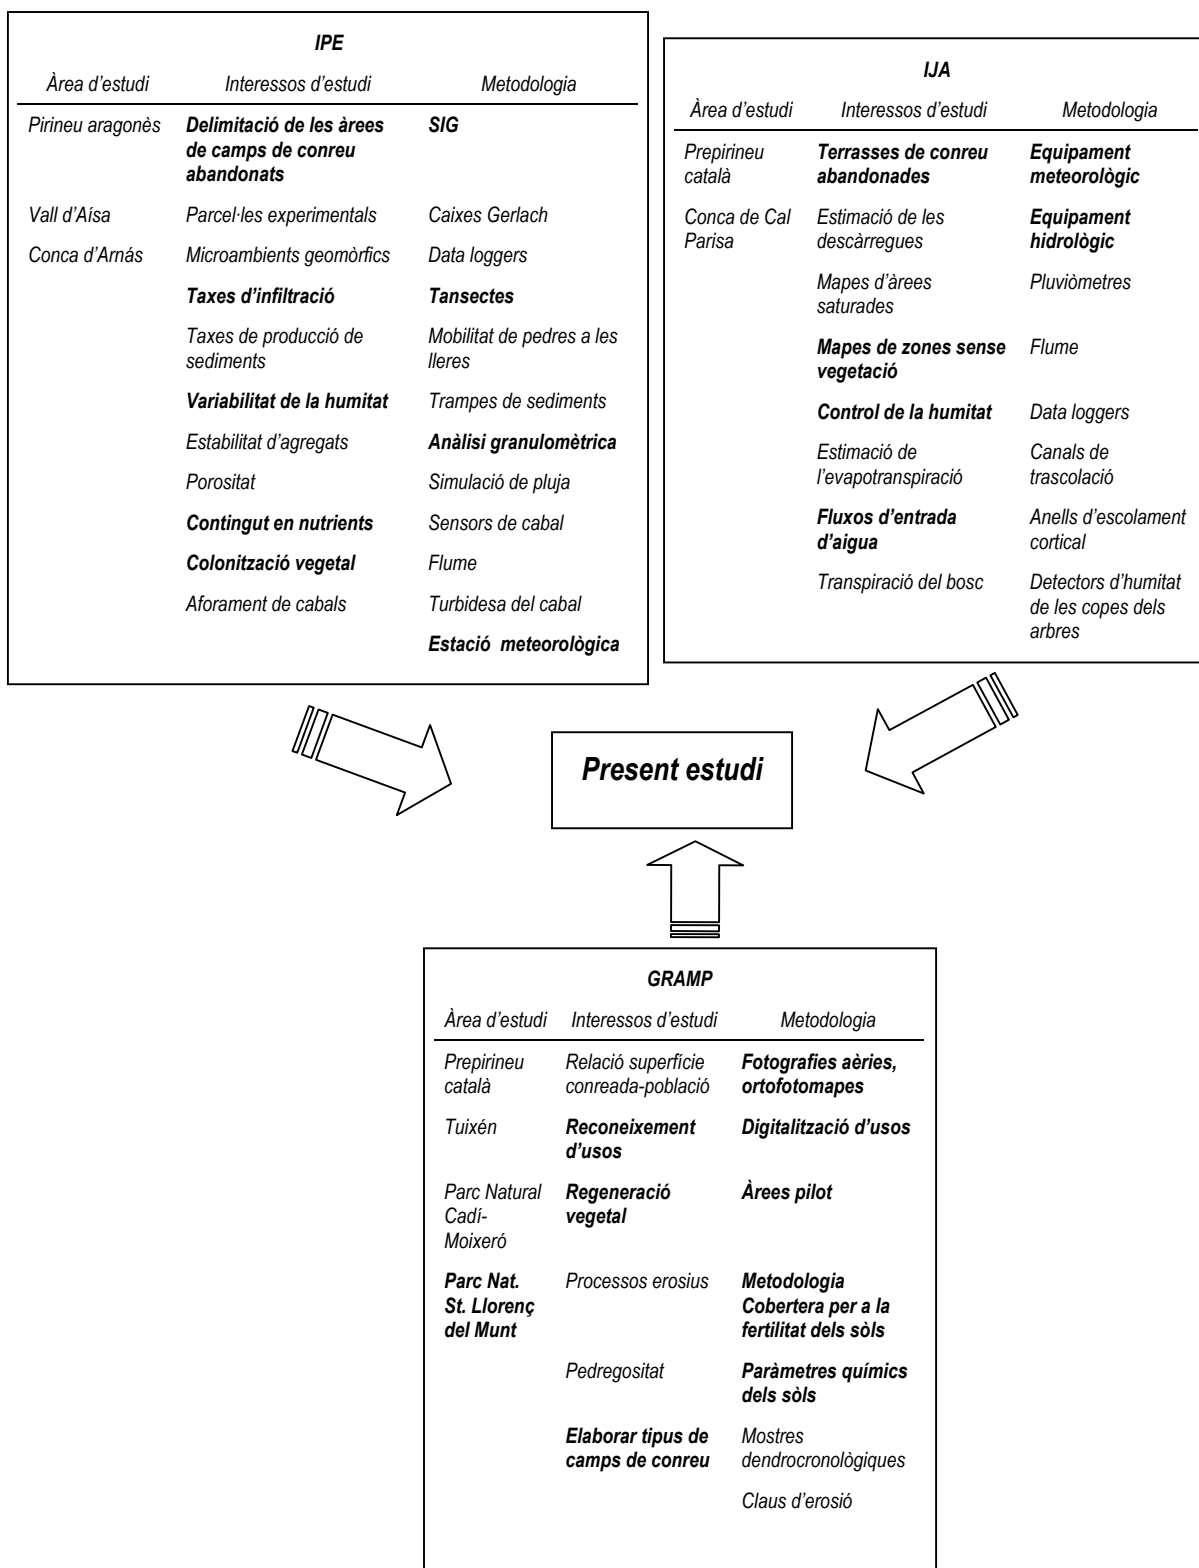 IPE
Àrea d’estudi Interessos d’estudi Metodologia
Pirineu aragonès Delimitació de les àrees SIG
de camps de conreu
abandonats
Vall d’Aísa Parcel·les experimentals Caixes Gerlach
Conca d’Arnás Microambients geomòrfics Data loggers
Taxes d’infiltració Tansectes
Taxes de producció de Mobilitat de pedres a les
sediments lleres
Variabilitat de la humitat Trampes de sediments
Estabilitat d’agregats Anàlisi granulomètrica
Porositat Simulació de pluja
Contingut en nutrients Sensors de cabal
Colonització vegetal Flume
Aforament de cabals Turbidesa del cabal
Estació meteorològica
IJA
Àrea d’estudi Interessos d’estudi Metodologia
Prepirineu Terrasses de conreu Equipament
català abandonades meteorològic
Conca de Cal Estimació de les Equipament
Parisa descàrregues hidrològic
Mapes d’àrees Pluviòmetres
saturades
Mapes de zones sense Flume
vegetació
Control de la humitat Data loggers
Estimació de Canals de
l’evapotranspiració trascolació
Fluxos d’entrada Anells d’escolament
d’aigua cortical
Transpiració del bosc Detectors d’humitat
de les copes dels
arbres
Present estudi
GRAMP
Àrea d’estudi Interessos d’estudi Metodologia
Prepirineu Relació superfície Fotografies aèries,
català conreada-població ortofotomapes
Tuixén Reconeixement Digitalització d’usos
d’usos
Parc Natural Regeneració Àrees pilot
Cadí- vegetal
Moixeró
Parc Nat. Processos erosius Metodologia
St. Llorenç Cobertera per a la
del Munt fertilitat dels sòls
Pedregositat Paràmetres químics
dels sòls
Elaborar tipus de Mostres
camps de conreu dendrocronològiques
Claus d’erosió